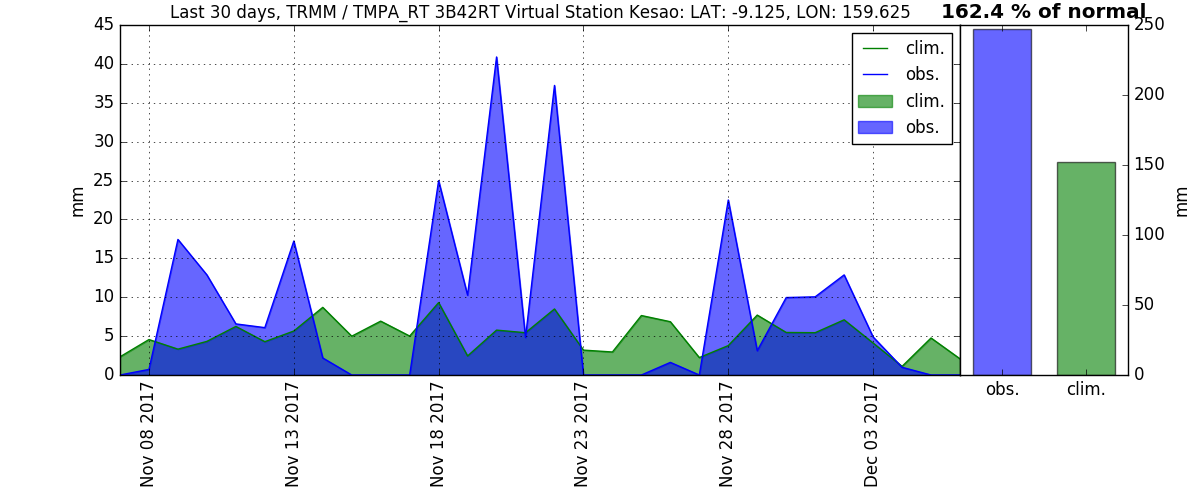 Last 30 days, TRMM / TMPA_RT 3B42RT Virtual Station Kesao: LAT: -9.125, LON: 159.625
162.4 % of normal
45
40
35
30
25
20
15
10
5
0
mm
clim.
obs.
clim.
obs.
Nov 08 2017
Nov 13 2017
Nov 18 2017
Nov 23 2017
Nov 28 2017
Dec 03 2017
250
200
150
100
50
0
mm
obs.
clim.